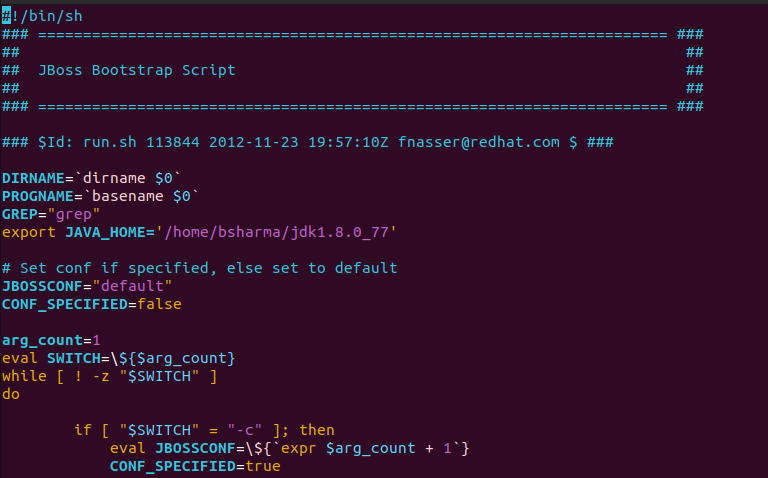 #!/bin/sh
### ====================================================================== ###
##                                                                          ##
##  JBoss Bootstrap Script                                                  ##
##                                                                          ##
### ====================================================================== ###

### $Id: run.sh 113844 2012-11-23 19:57:10Z fnasser@redhat.com $ ###

DIRNAME=`dirname $0`
PROGNAME=`basename $0`
GREP="grep"
export JAVA_HOME='/home/bsharma/jdk1.8.0_77'

# Set conf if specified, else set to default
JBOSSCONF="default"
CONF_SPECIFIED=false

arg_count=1
eval SWITCH=\${$arg_count}
while [ ! -z "$SWITCH" ]
do

        if [ "$SWITCH" = "-c" ]; then
            eval JBOSSCONF=\${`expr $arg_count + 1`}
            CONF_SPECIFIED=true